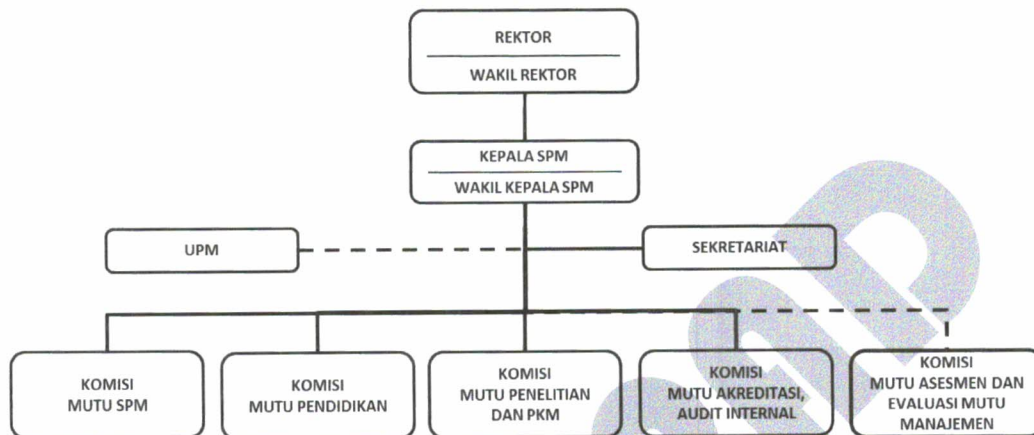 REKTOR
WAKIL REKTOR
KEPALA SPM
WAKIL KEPALA SPM
UPM
SEKRETARIAT
KOMISI
MUTU SPM
KOMISI
MUTU PENDIDIKAN
KOMISI
MUTU PENELITIAN
DAN PKM
KOMISI
MUTU AKREDITASI,
AUDIT INTERNAL
KOMISI
MUTU ASESMEN DAN
EVALUASI MUTU
MANAJEMEN